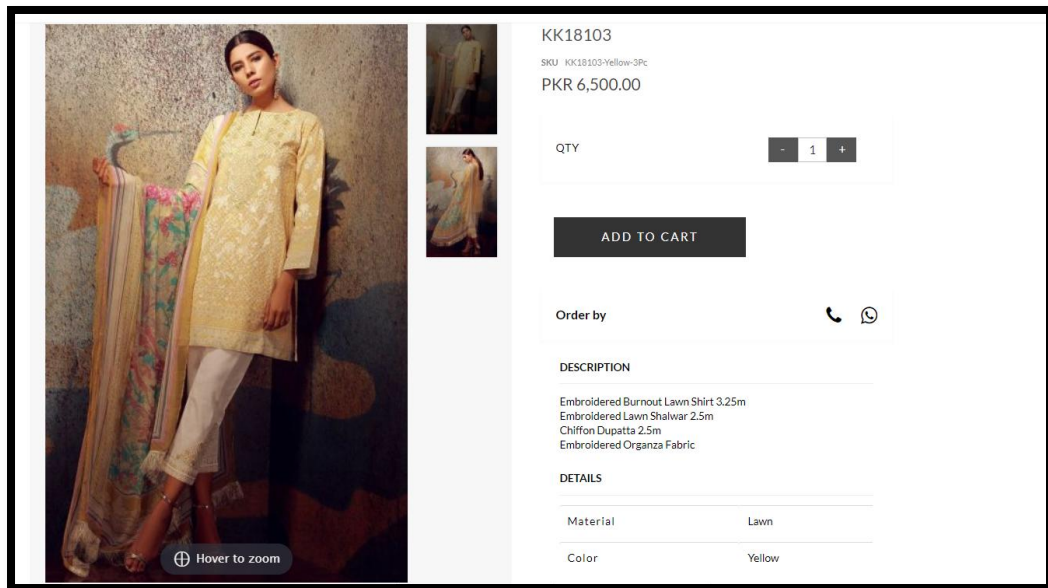 KK18103
SKU KK18103-Yellow-3Pc
PKR 6,500.00
QTY
- 1 +
ADD TO CART
Order by
DESCRIPTION
Embroidered Burnout Lawn Shirt 3.25m
Embroidered Lawn Shalwar 2.5m
Chiffon Dupatta 2.5m
Embroidered Organza Fabric
DETAILS
Material Lawn
Color Yellow
Hover to zoom